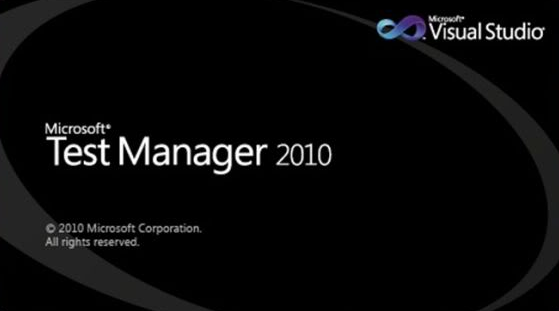 Microsoft®
Visual Studio®
Microsoft®
Test Manager 2010
© 2010 Microsoft Corporation.
All rights reserved.